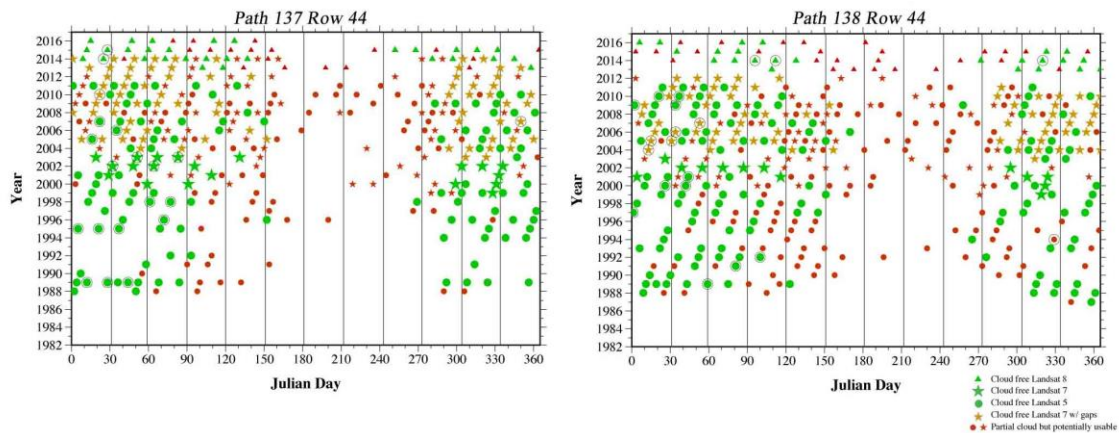 Path 137 Row 44
Year
2016
2014
2012
2010
2008
2006
2004
2002
2000
1998
1996
1994
1992
1990
1988
1986
1984
1982
0 30 60 90 120 150 180 210 240 270 300 330 360
Julian Day
Path 138 Row 44
Year
2016
2014
2012
2010
2008
2006
2004
2002
2000
1998
1996
1994
1992
1990
1988
1986
1984
1982
0 30 60 90 120 150 180 210 240 270 300 330 360
Julian Day
Cloud free Landsat 8
Cloud free Landsat 7
Cloud free Landsat 5
Cloud free Landsat 7 w/ gaps
Partial cloud but potentially usable